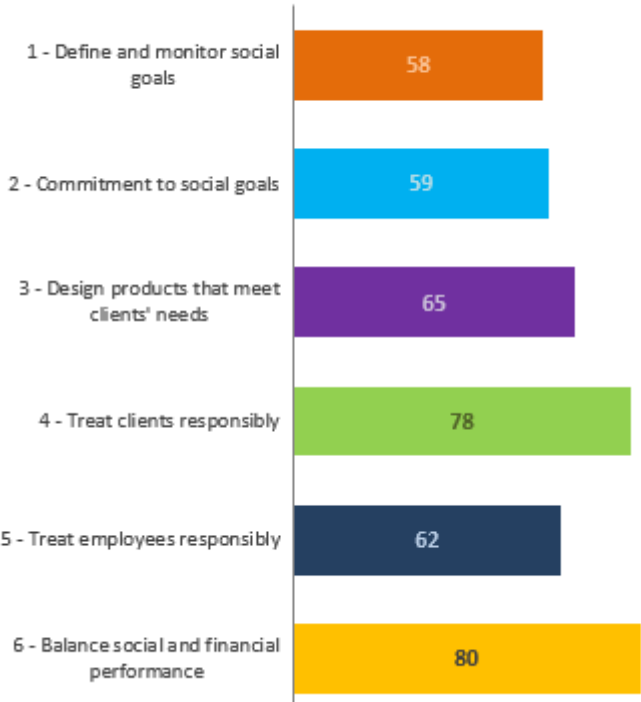 1 - Define and monitor social
goals
58
2 - Commitment to social goals
59
3 - Design products that meet
clients' needs
65
4 - Treat clients responsibly
78
5 - Treat employees responsibly
62
6 - Balance social and financial
performance
80